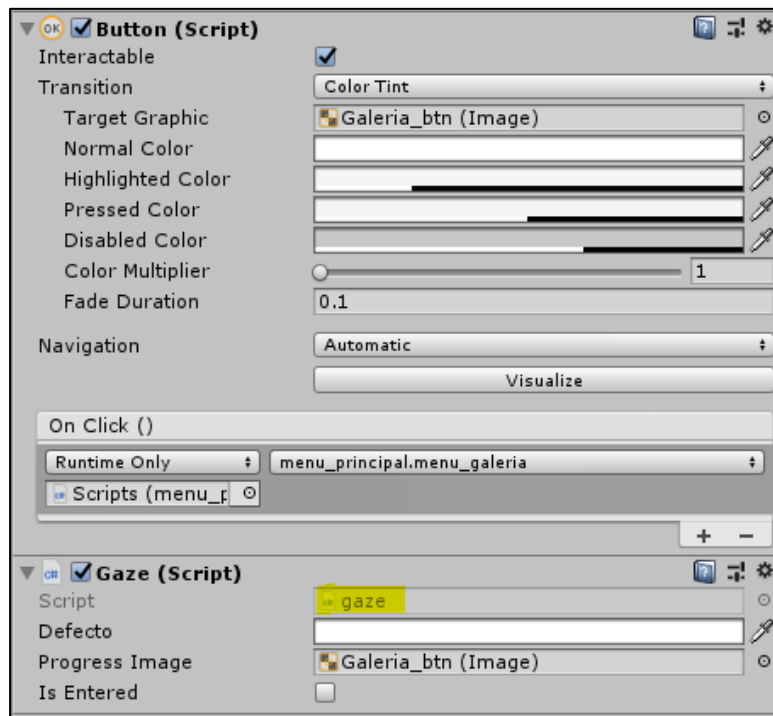 OK Button (Script)
Interactable
Transition Color Tint
Target Graphic Galeria_btn (Image)
Normal Color
Highlighted Color
Pressed Color
Disabled Color
Color Multiplier 1
Fade Duration 0.1
Navigation Automatic
Visualize
On Click ()
Runtime Only menu_principal.menu_galeria
Scripts (menu_p
+ −
C# Gaze (Script)
Script gaze
Defecto
Progress Image Galeria_btn (Image)
Is Entered